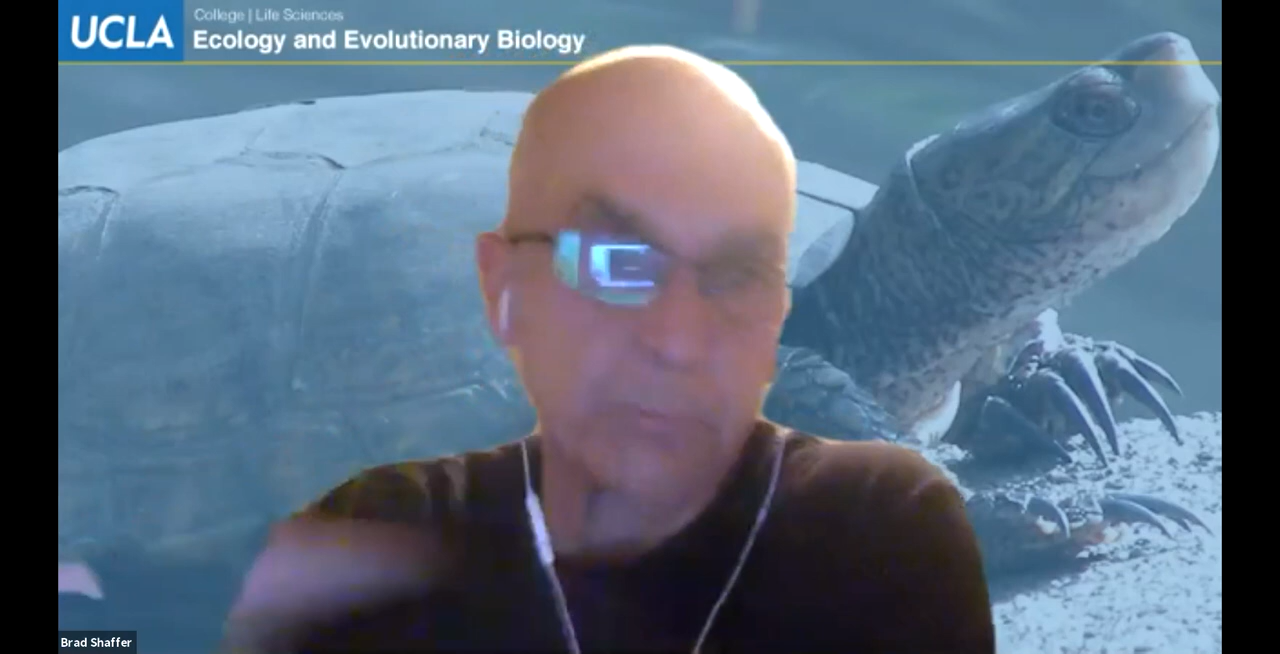 UCLA
College | Life Sciences
Ecology and Evolutionary Biology
Brad Shaffer